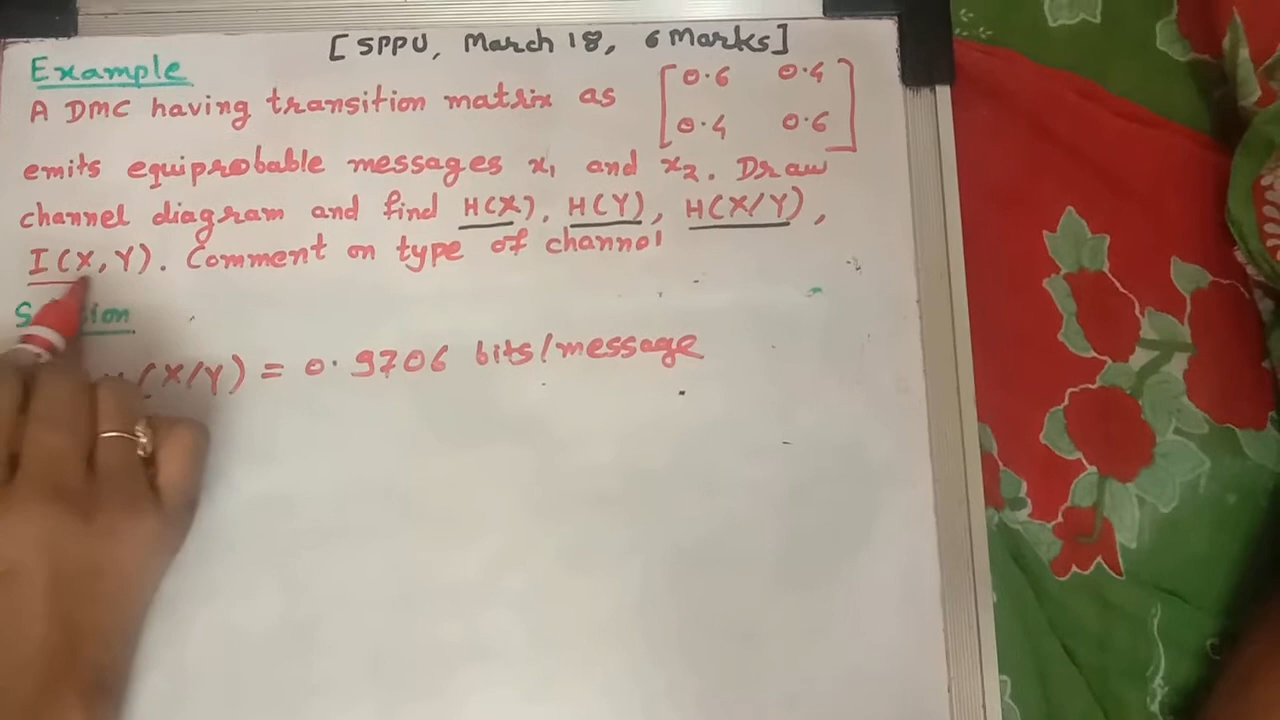 [SPPU, March 18, 6 Marks]
Example
A DMC having transition matrix as [0.6 0.4
0.4 0.6]
emits equiprobable messages x1 and x2. Draw
channel diagram and find H(X), H(Y), H(X/Y),
I(X,Y). Comment on type of channel
(X/Y) = 0.9706 bits/message